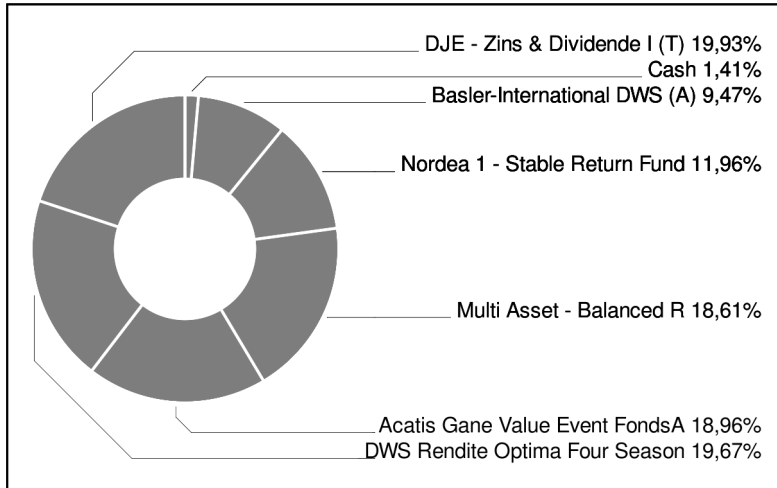 DJE - Zins & Dividende I (T) 19,93%
Cash 1,41%
Basler-International DWS (A) 9,47%
Nordea 1 - Stable Return Fund 11,96%
Multi Asset - Balanced R 18,61%
Acatis Gane Value Event FondsA 18,96%
DWS Rendite Optima Four Season 19,67%